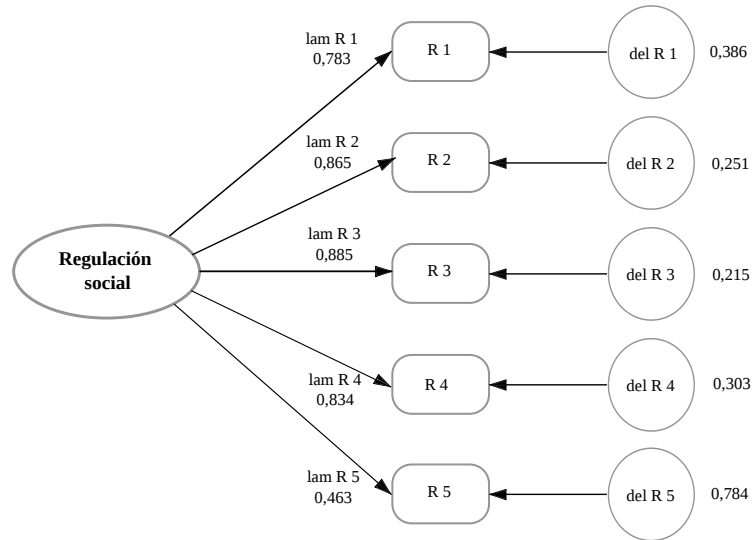 lam R 1
0,783
R 1
del R 1
0,386
lam R 2
0,865
R 2
del R 2
0,251
Regulación
social
lam R 3
0,885
R 3
del R 3
0,215
lam R 4
0,834
R 4
del R 4
0,303
lam R 5
0,463
R 5
del R 5
0,784